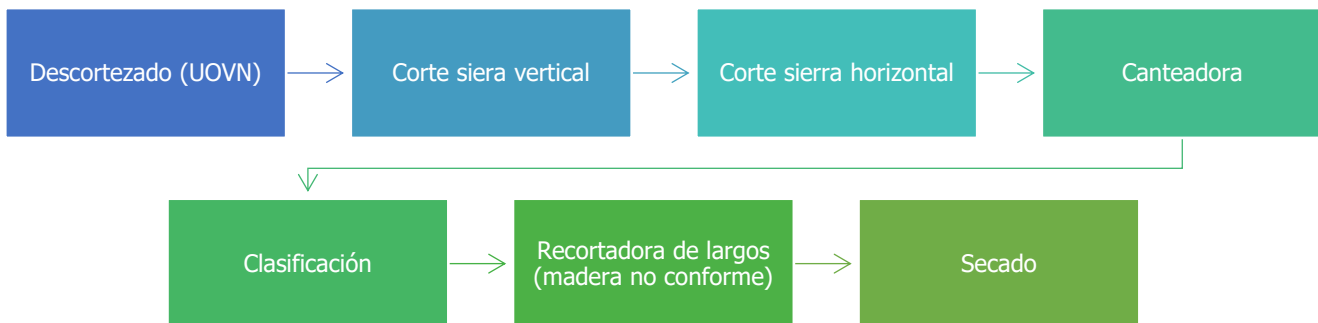 Descortezado (UOVN)
Corte siera vertical
Corte sierra horizontal
Canteadora
Clasificación
Recortadora de largos
(madera no conforme)
Secado